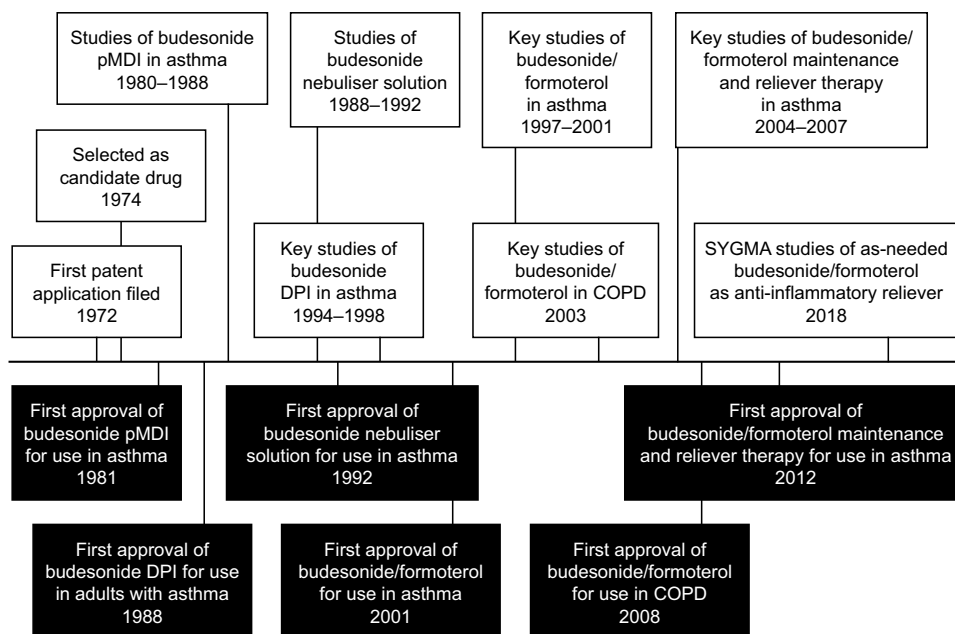 Studies of budesonide
pMDI in asthma
1980–1988
Studies of
budesonide
nebuliser solution
1988–1992
Key studies of
budesonide/
formoterol
in asthma
1997–2001
Key studies of budesonide/
formoterol maintenance
and reliever therapy
in asthma
2004–2007
Selected as
candidate drug
1974
First patent
application filed
1972
Key studies of
budesonide
DPI in asthma
1994–1998
Key studies of
budesonide/
formoterol in COPD
2003
SYGMA studies of as-needed
budesonide/formoterol
as anti-inflammatory reliever
2018
First approval of
budesonide pMDI
for use in asthma
1981
First approval of
budesonide nebuliser
solution for use in asthma
1992
First approval of
budesonide/formoterol maintenance
and reliever therapy for use in asthma
2012
First approval of
budesonide DPI for use
in adults with asthma
1988
First approval of
budesonide/formoterol
for use in asthma
2001
First approval of
budesonide/formoterol
for use in COPD
2008